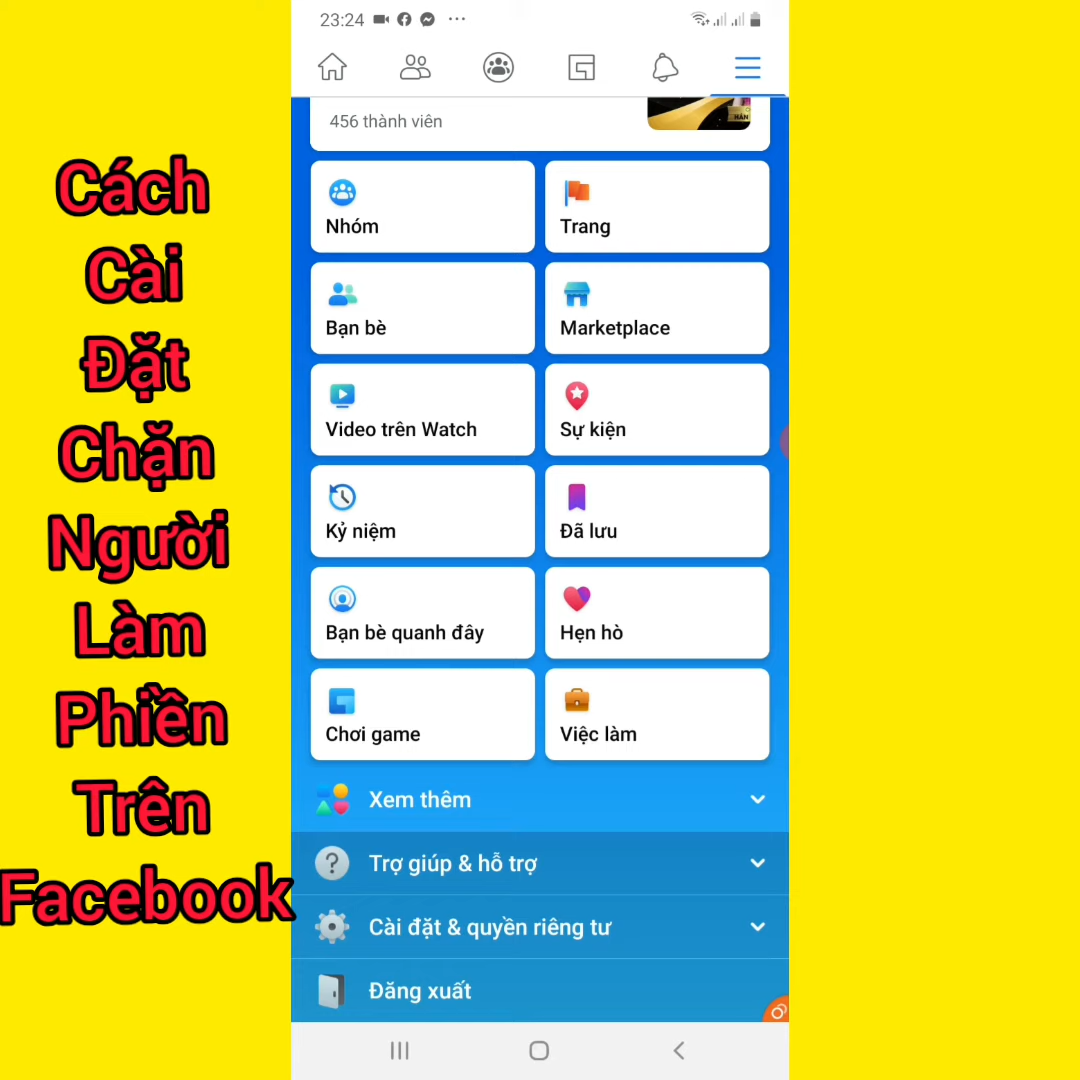 Cách
Cài
Đặt
Chặn
Người
Làm
Phiền
Trên
Facebook
23:24
456 thành viên
HÂN
Nhóm
Trang
Bạn bè
Marketplace
Video trên Watch
Sự kiện
Kỷ niệm
Đã lưu
Bạn bè quanh đây
Hẹn hò
Chơi game
Việc làm
Xem thêm
Trợ giúp & hỗ trợ
Cài đặt & quyền riêng tư
Đăng xuất